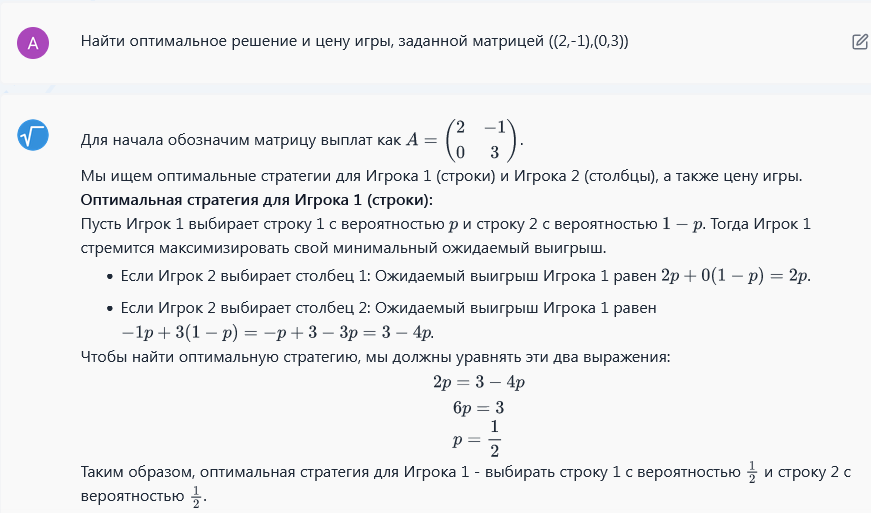 А
Найти оптимальное решение и цену игры, заданной матрицей ((2,-1),(0,3))
Для начала обозначим матрицу выплат как $A = \begin{pmatrix} 2 & -1 \\ 0 & 3 \end{pmatrix}$.
Мы ищем оптимальные стратегии для Игрока 1 (строки) и Игрока 2 (столбцы), а также цену игры.
Оптимальная стратегия для Игрока 1 (строки):
Пусть Игрок 1 выбирает строку 1 с вероятностью $p$ и строку 2 с вероятностью $1 - p$. Тогда Игрок 1
стремится максимизировать свой минимальный ожидаемый выигрыш.
• Если Игрок 2 выбирает столбец 1: Ожидаемый выигрыш Игрока 1 равен $2p + 0(1 - p) = 2p$.
• Если Игрок 2 выбирает столбец 2: Ожидаемый выигрыш Игрока 1 равен
$-1p + 3(1 - p) = -p + 3 - 3p = 3 - 4p$.
Чтобы найти оптимальную стратегию, мы должны уравнять эти два выражения:
$2p = 3 - 4p$
$6p = 3$
$p = \frac{1}{2}$
Таким образом, оптимальная стратегия для Игрока 1 - выбирать строку 1 с вероятностью $\frac{1}{2}$ и строку 2 с
вероятностью $\frac{1}{2}$.